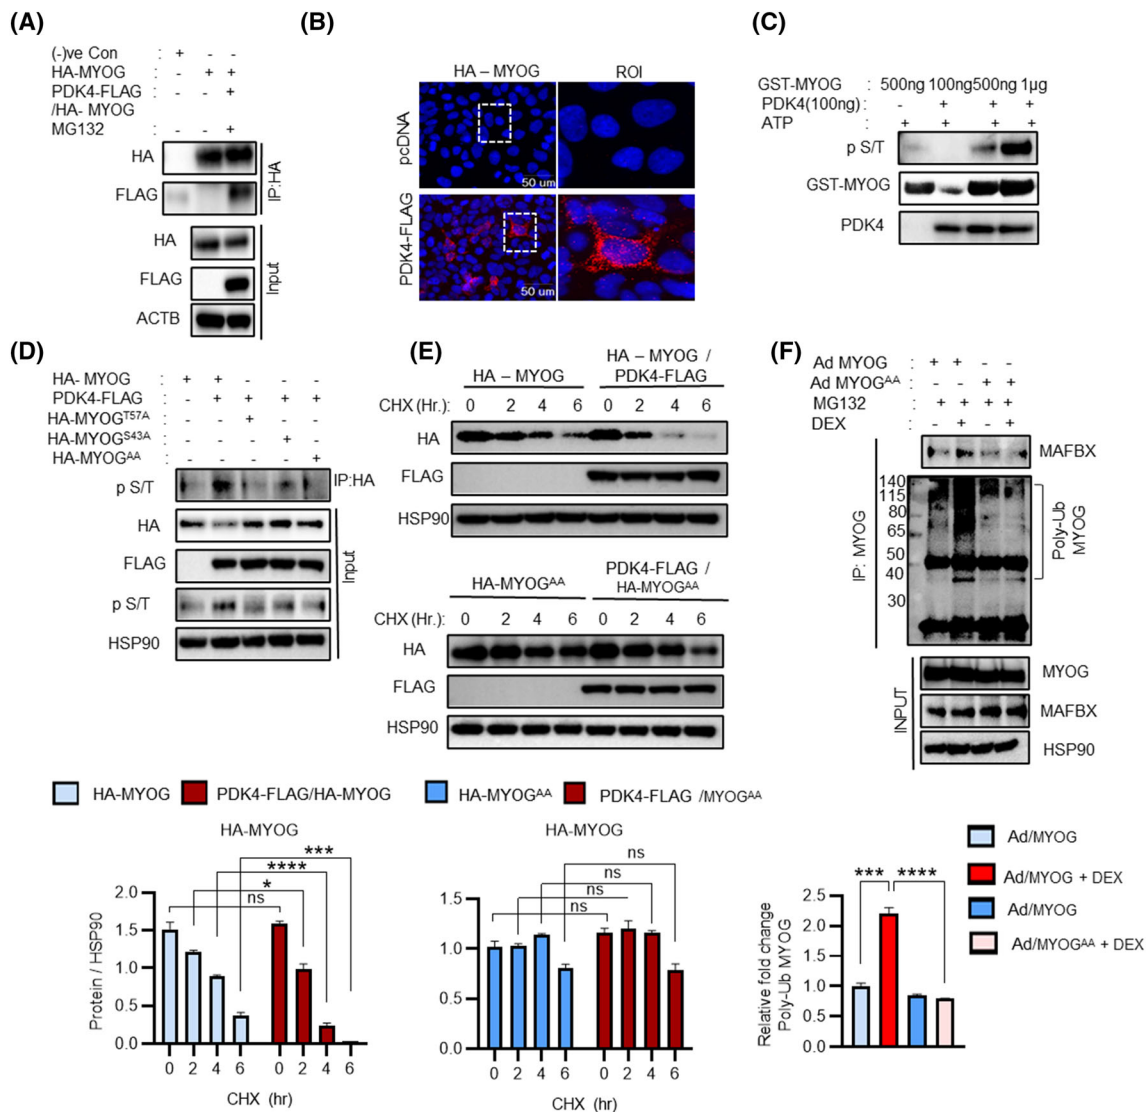 (A)
(-)ve Con : + - -
HA-MYOG : - + +
PDK4-FLAG : - - +
/HA- MYOG
MG132 : - - +
HA
FLAG
IP:HA
HA
FLAG
ACTB
Input
(B)
HA – MYOG ROI
pcDNA
50 um
PDK4-FLAG
50 um
(C)
GST-MYOG : 500ng 100ng 500ng 1µg
PDK4(100ng) : - + + +
ATP : + + + +
p S/T
GST-MYOG
PDK4
(D)
HA- MYOG : + + - - -
PDK4-FLAG : - + + + +
HA-MYOGT57A : - - + - -
HA-MYOGS43A : - - - + -
HA-MYOGAA : - - - - +
p S/T IP:HA
HA
FLAG
p S/T
HSP90
Input
(E)
HA – MYOG
HA – MYOG /
PDK4-FLAG
CHX (Hr.): 0 2 4 6 0 2 4 6
HA
FLAG
HSP90
HA-MYOGAA
PDK4-FLAG /
HA-MYOGAA
CHX (Hr.): 0 2 4 6 0 2 4 6
HA
FLAG
HSP90
(F)
Ad MYOG : + + - -
Ad MYOGAA : - - + +
MG132 : + + + +
DEX : - + - +
MAFBX
140
115
80
65
50
40
30
IP: MYOG
Poly-Ub
MYOG
MYOG
MAFBX
HSP90
INPUT
HA-MYOG PDK4-FLAG/HA-MYOG HA-MYOGAA PDK4-FLAG /MYOGAA
HA-MYOG
***
****
*
ns
Protein / HSP90
2.0
1.5
1.0
0.5
0.0
0 2 4 6 0 2 4 6
CHX (hr)
HA-MYOG
ns
ns
ns
ns
1.5
1.0
0.5
0.0
0 2 4 6 0 2 4 6
CHX (hr)
Relative fold change
Poly-Ub MYOG
*** ****
2.5
2.0
1.5
1.0
0.5
0.0
Ad/MYOG
Ad/MYOG + DEX
Ad/MYOG
Ad/MYOGAA + DEX